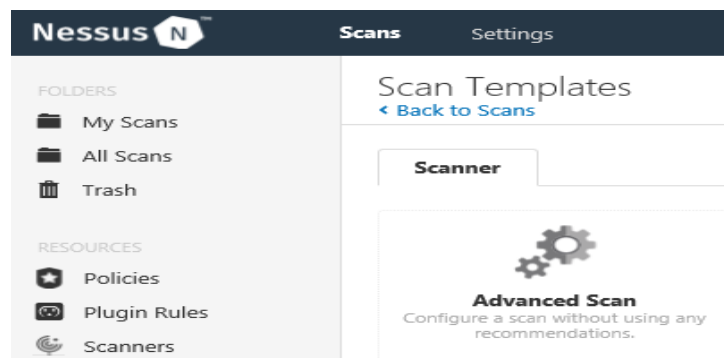 Nessus N ™
Scans
Settings
FOLDERS
My Scans
All Scans
Trash
RESOURCES
Policies
Plugin Rules
Scanners
Scan Templates
< Back to Scans
Scanner
Advanced Scan
Configure a scan without using any
recommendations.